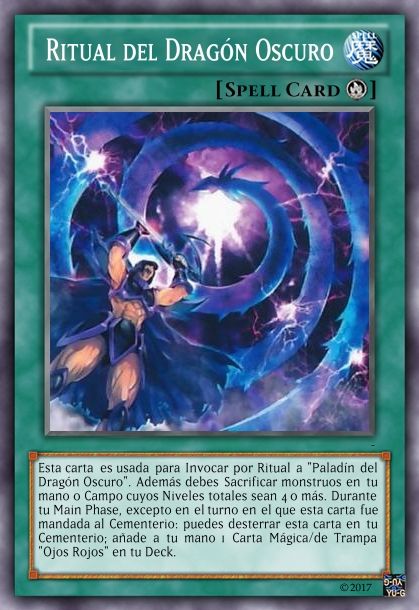 Ritual del Dragón Oscuro
魔
[Spell Card]
Esta carta es usada para Invocar por Ritual a "Paladín del
Dragón Oscuro". Además debes Sacrificar monstruos en tu
mano o Campo cuyos Niveles totales sean 4 o más. Durante
tu Main Phase, excepto en el turno en el que esta carta fue
mandada al Cementerio: puedes desterrar esta carta en tu
Cementerio; añade a tu mano 1 Carta Mágica/de Trampa
"Ojos Rojos" en tu Deck.
©2017